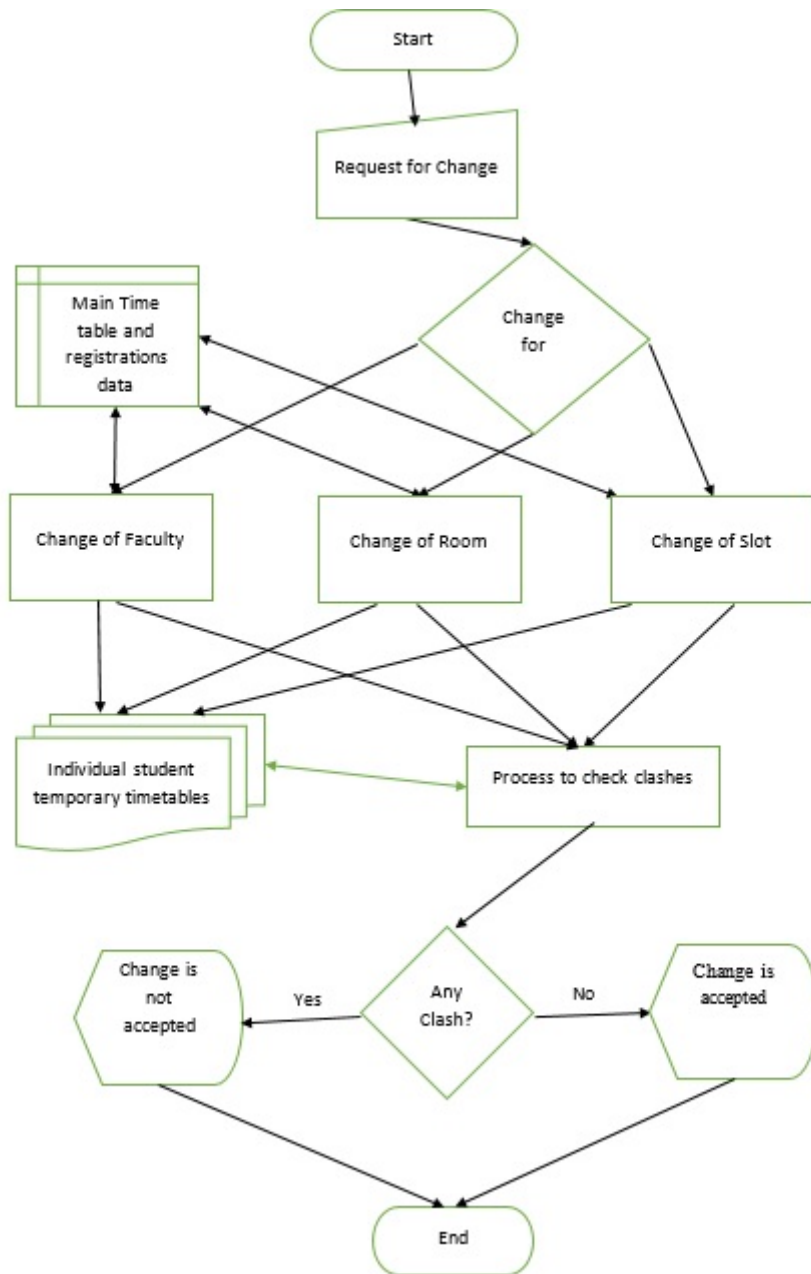 Start
Request for Change
Main Time
table and
registrations
data
Change
for
Change of Faculty
Change of Room
Change of Slot
Individual student
temporary timetables
Process to check clashes
Change is
not
accepted
Yes
Any
Clash?
No
Change is
accepted
End